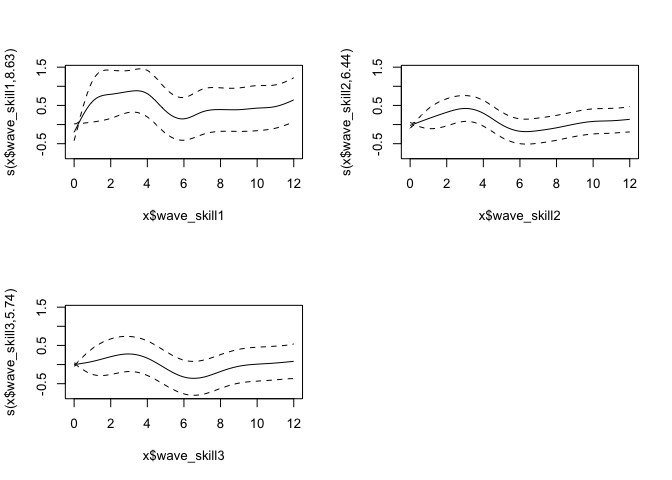 s(x$wave_skill1,8.63)
1.5
0.5
-0.5
0 2 4 6 8 10 12
x$wave_skill1
s(x$wave_skill2,6.44)
1.5
0.5
-0.5
0 2 4 6 8 10 12
x$wave_skill2
s(x$wave_skill3,5.74)
1.5
0.5
-0.5
0 2 4 6 8 10 12
x$wave_skill3